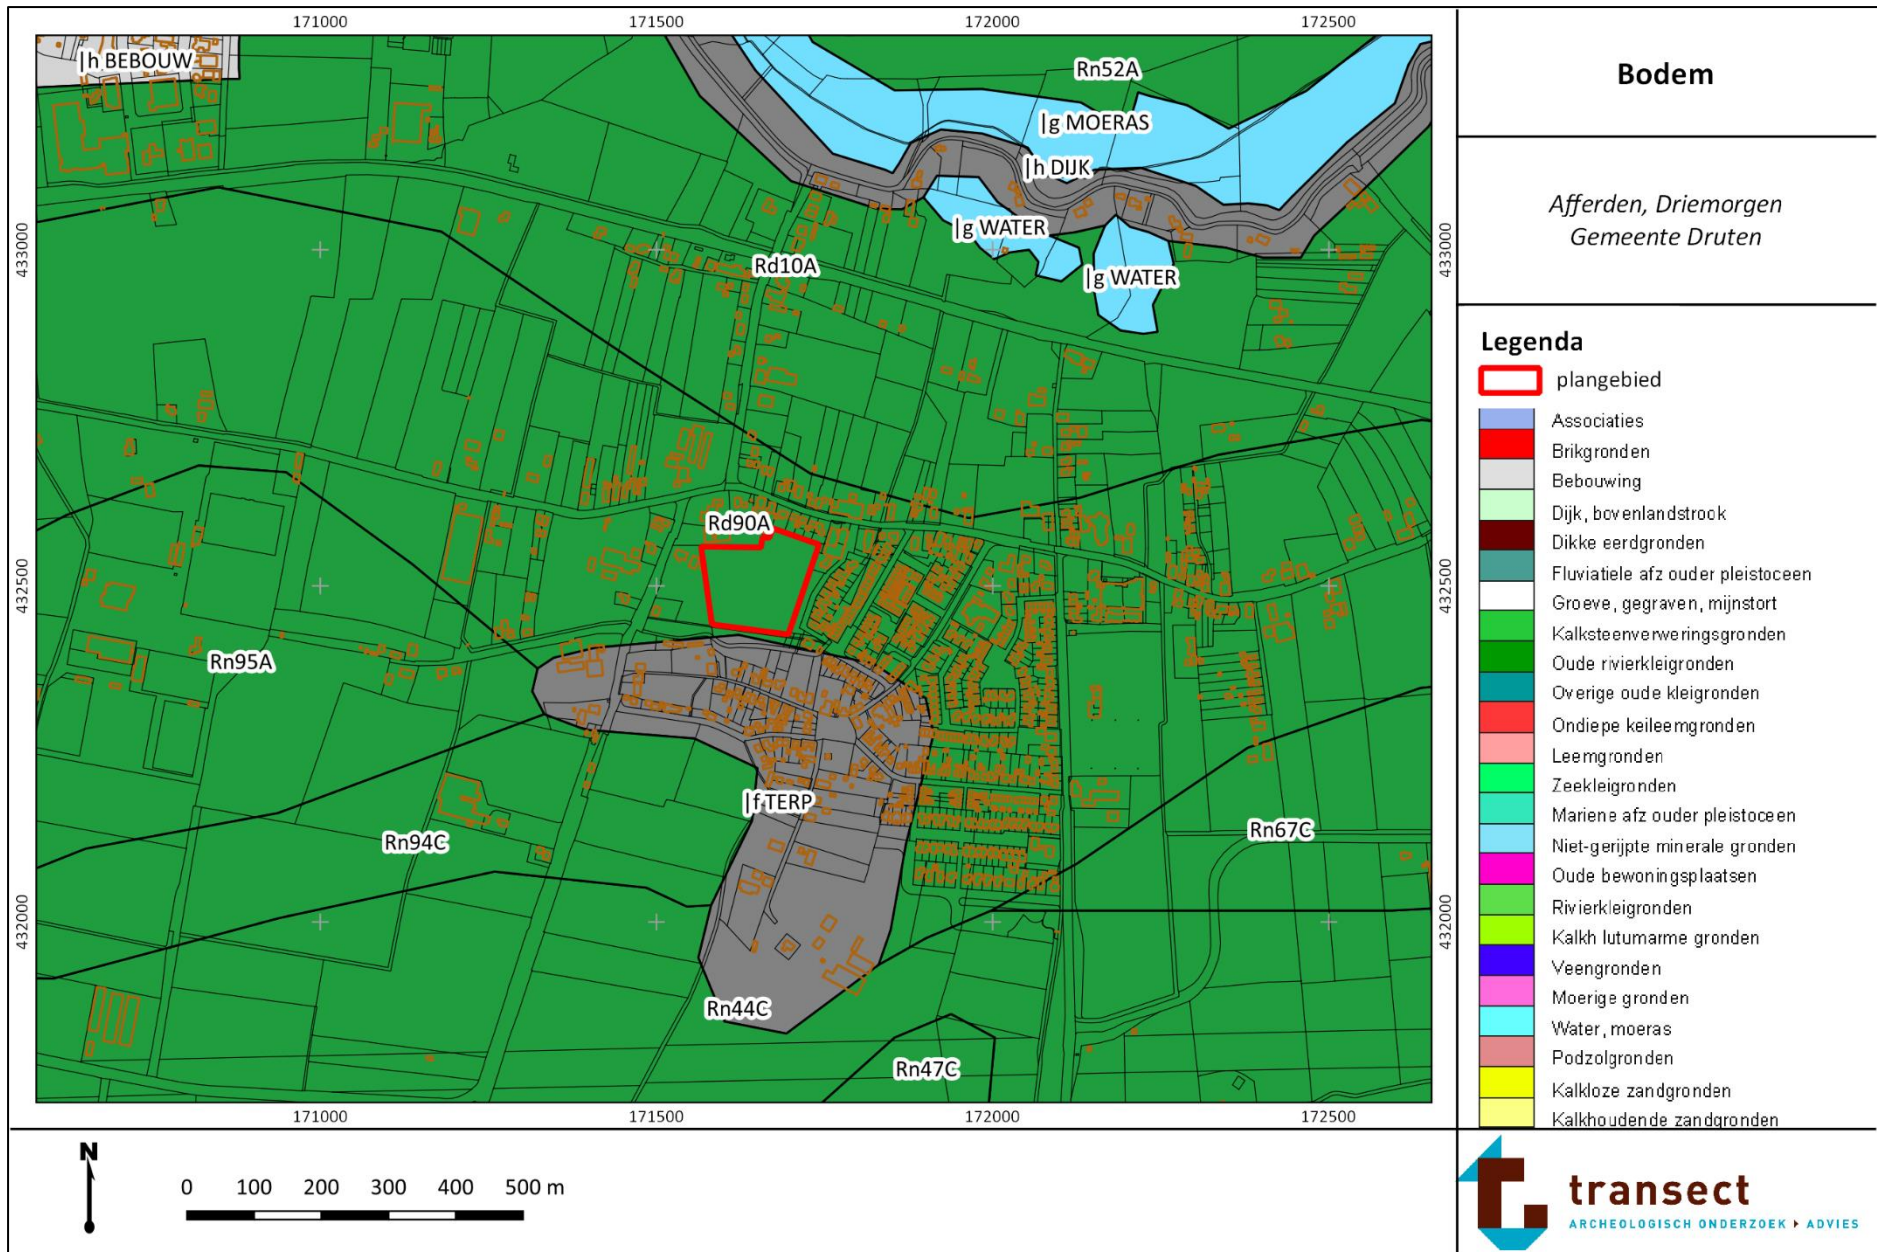 171000
171500
172000
172500
|h BEBOUW
Rn52A
|g MOERAS
|h DIJK
|g WATER
|g WATER
Rd10A
433000
433000
Rd90A
432500
432500
Rn95A
|f TERP
Rn94C
Rn67C
432000
432000
Rn44C
Rn47C
171000
171500
172000
172500
Bodem
Afferden, Driemorgen
Gemeente Druten
Legenda
plangebied
Associaties
Brikgronden
Bebouwing
Dijk, bovenlandstrook
Dikke eerdgronden
Fluviatiele afz ouder pleistoceen
Groeve, gegraven, mijnstort
Kalksteenverweringsgronden
Oude rivierkleigronden
Overige oude kleigronden
Ondiepe keileemgronden
Leemgronden
Zeekleigronden
Mariene afz ouder pleistoceen
Niet-gerijpte minerale gronden
Oude bewoningsplaatsen
Rivierkleigronden
Kalkh lutumarme gronden
Veengronden
Moerige gronden
Water, moeras
Podzolgronden
Kalkloze zandgronden
Kalkhoudende zandgronden
N
0 100 200 300 400 500 m
transect
ARCHEOLOGISCH ONDERZOEK ▸ ADVIES